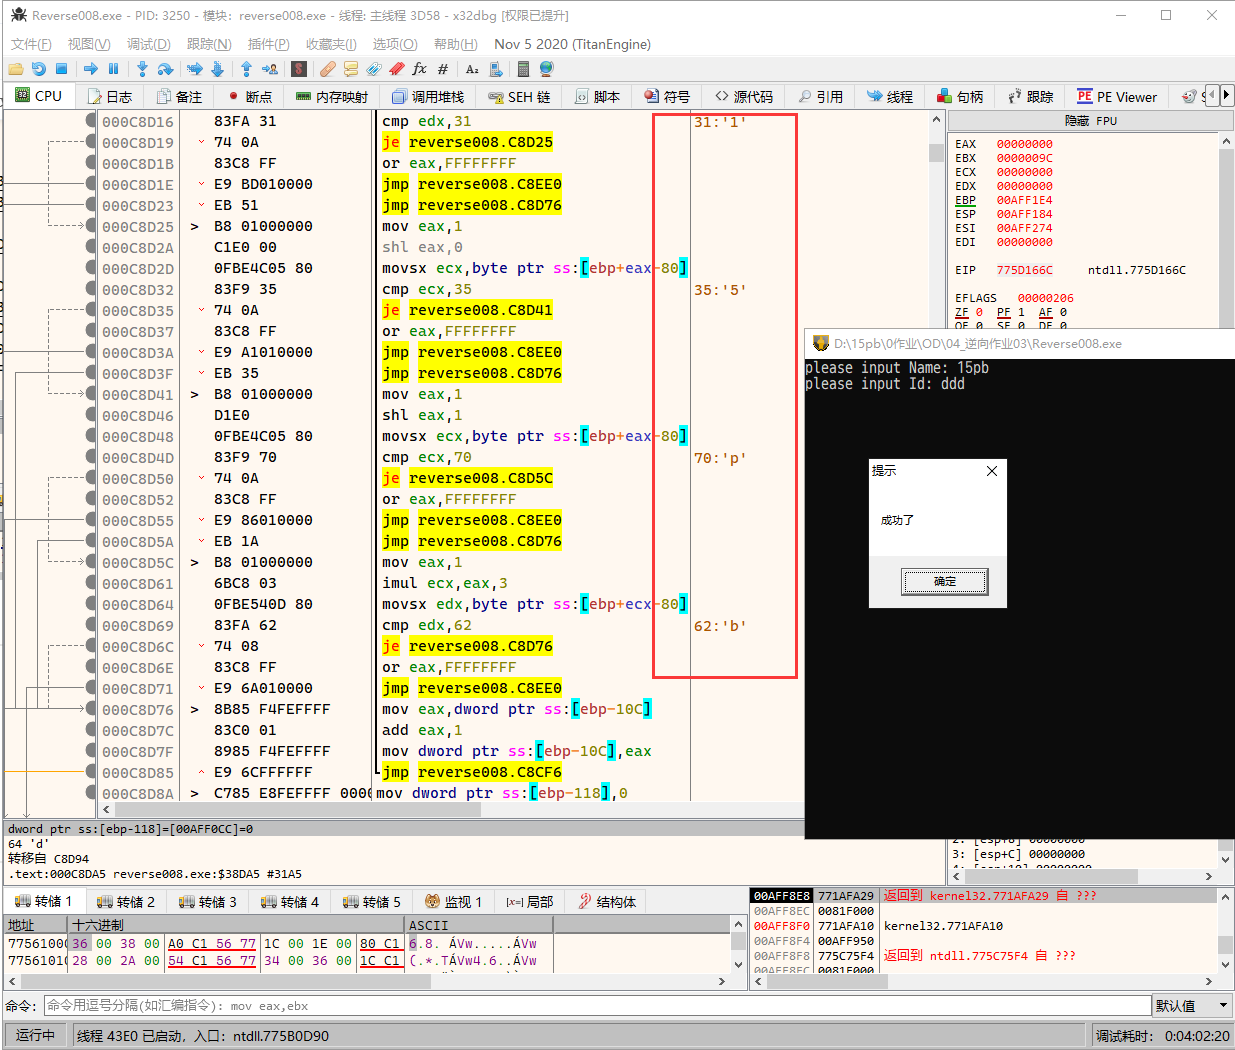 Reverse008.exe - PID: 3250 - 模块: reverse008.exe - 线程: 主线程 3D58 - x32dbg [权限已提升]
文件(F) 视图(V) 调试(D) 跟踪(N) 插件(P) 收藏夹(I) 选项(O) 帮助(H) Nov 5 2020 (TitanEngine)
CPU 日志 备注 断点 内存映射 调用堆栈 SEH 链 脚本 符号 源代码 引用 线程 句柄 跟踪 PE Viewer
000C8D16 83FA 31 cmp edx,31 31:'1'
000C8D19 74 0A je reverse008.C8D25
000C8D1B 83C8 FF or eax,FFFFFFFF
000C8D1E E9 BD010000 jmp reverse008.C8EE0
000C8D23 EB 51 jmp reverse008.C8D76
000C8D25 > B8 01000000 mov eax,1
000C8D2A C1E0 00 shl eax,0
000C8D2D 0FBE4C05 80 movsx ecx,byte ptr ss:[ebp+eax-80]
000C8D32 83F9 35 cmp ecx,35 35:'5'
000C8D35 74 0A je reverse008.C8D41
000C8D37 83C8 FF or eax,FFFFFFFF
000C8D3A E9 A1010000 jmp reverse008.C8EE0
000C8D3F EB 35 jmp reverse008.C8D76
000C8D41 > B8 01000000 mov eax,1
000C8D46 D1E0 shl eax,1
000C8D48 0FBE4C05 80 movsx ecx,byte ptr ss:[ebp+eax-80]
000C8D4D 83F9 70 cmp ecx,70 70:'p'
000C8D50 74 0A je reverse008.C8D5C
000C8D52 83C8 FF or eax,FFFFFFFF
000C8D55 E9 86010000 jmp reverse008.C8EE0
000C8D5A EB 1A jmp reverse008.C8D76
000C8D5C > B8 01000000 mov eax,1
000C8D61 6BC8 03 imul ecx,eax,3
000C8D64 0FBE540D 80 movsx edx,byte ptr ss:[ebp+ecx-80]
000C8D69 83FA 62 cmp edx,62 62:'b'
000C8D6C 74 08 je reverse008.C8D76
000C8D6E 83C8 FF or eax,FFFFFFFF
000C8D71 E9 6A010000 jmp reverse008.C8EE0
000C8D76 > 8B85 F4FEFFFF mov eax,dword ptr ss:[ebp-10C]
000C8D7C 83C0 01 add eax,1
000C8D7F 8985 F4FEFFFF mov dword ptr ss:[ebp-10C],eax
000C8D85 E9 6CFFFFFF jmp reverse008.C8CF6
000C8D8A > C785 E8FEFFFF 0000 mov dword ptr ss:[ebp-118],0
隐藏 FPU
EAX 00000000
EBX 0000009C
ECX 00000000
EDX 00000000
EBP 00AFF1E4
ESP 00AFF184
ESI 00AFF274
EDI 00000000
EIP 775D166C ntdll.775D166C
EFLAGS 00000206
ZF 0 PF 1 AF 0
OF 0 SF 0 DF 0
D:\15pb\0作业\OD\04_逆向作业03\Reverse008.exe
please input Name: 15pb
please input Id: ddd
提示
成功了
确定
dword ptr ss:[ebp-118]=[00AFF0CC]=0
64 'd'
转移自 C8D94
.text:000C8DA5 reverse008.exe:$38DA5 #31A5
2: [esp+8] 00000000
3: [esp+C] 00000000
4: [esp+10] 00000000
转储 1 转储 2 转储 3 转储 4 转储 5 监视 1 [x=] 局部 结构体
地址 十六进制 ASCII
77561000 36 00 38 00 A0 C1 56 77 1C 00 1E 00 80 C1 6.8. ÁVw.....ÁVw
77561010 28 00 2A 00 54 C1 56 77 34 00 36 00 1C C1 (.*.TÁVw4.6..ÁVw
00AFF8E8 771AFA29 返回到 kernel32.771AFA29 自 ???
00AFF8EC 0081F000
00AFF8F0 771AFA10 kernel32.771AFA10
00AFF8F4 00AFF950
00AFF8F8 775C75F4 返回到 ntdll.775C75F4 自 ???
00AFF8FC 0081F000
命令: 命令用逗号分隔(如汇编指令): mov eax,ebx 默认值
运行中 线程 43E0 已启动, 入口: ntdll.775B0D90 调试耗时: 0:04:02:20